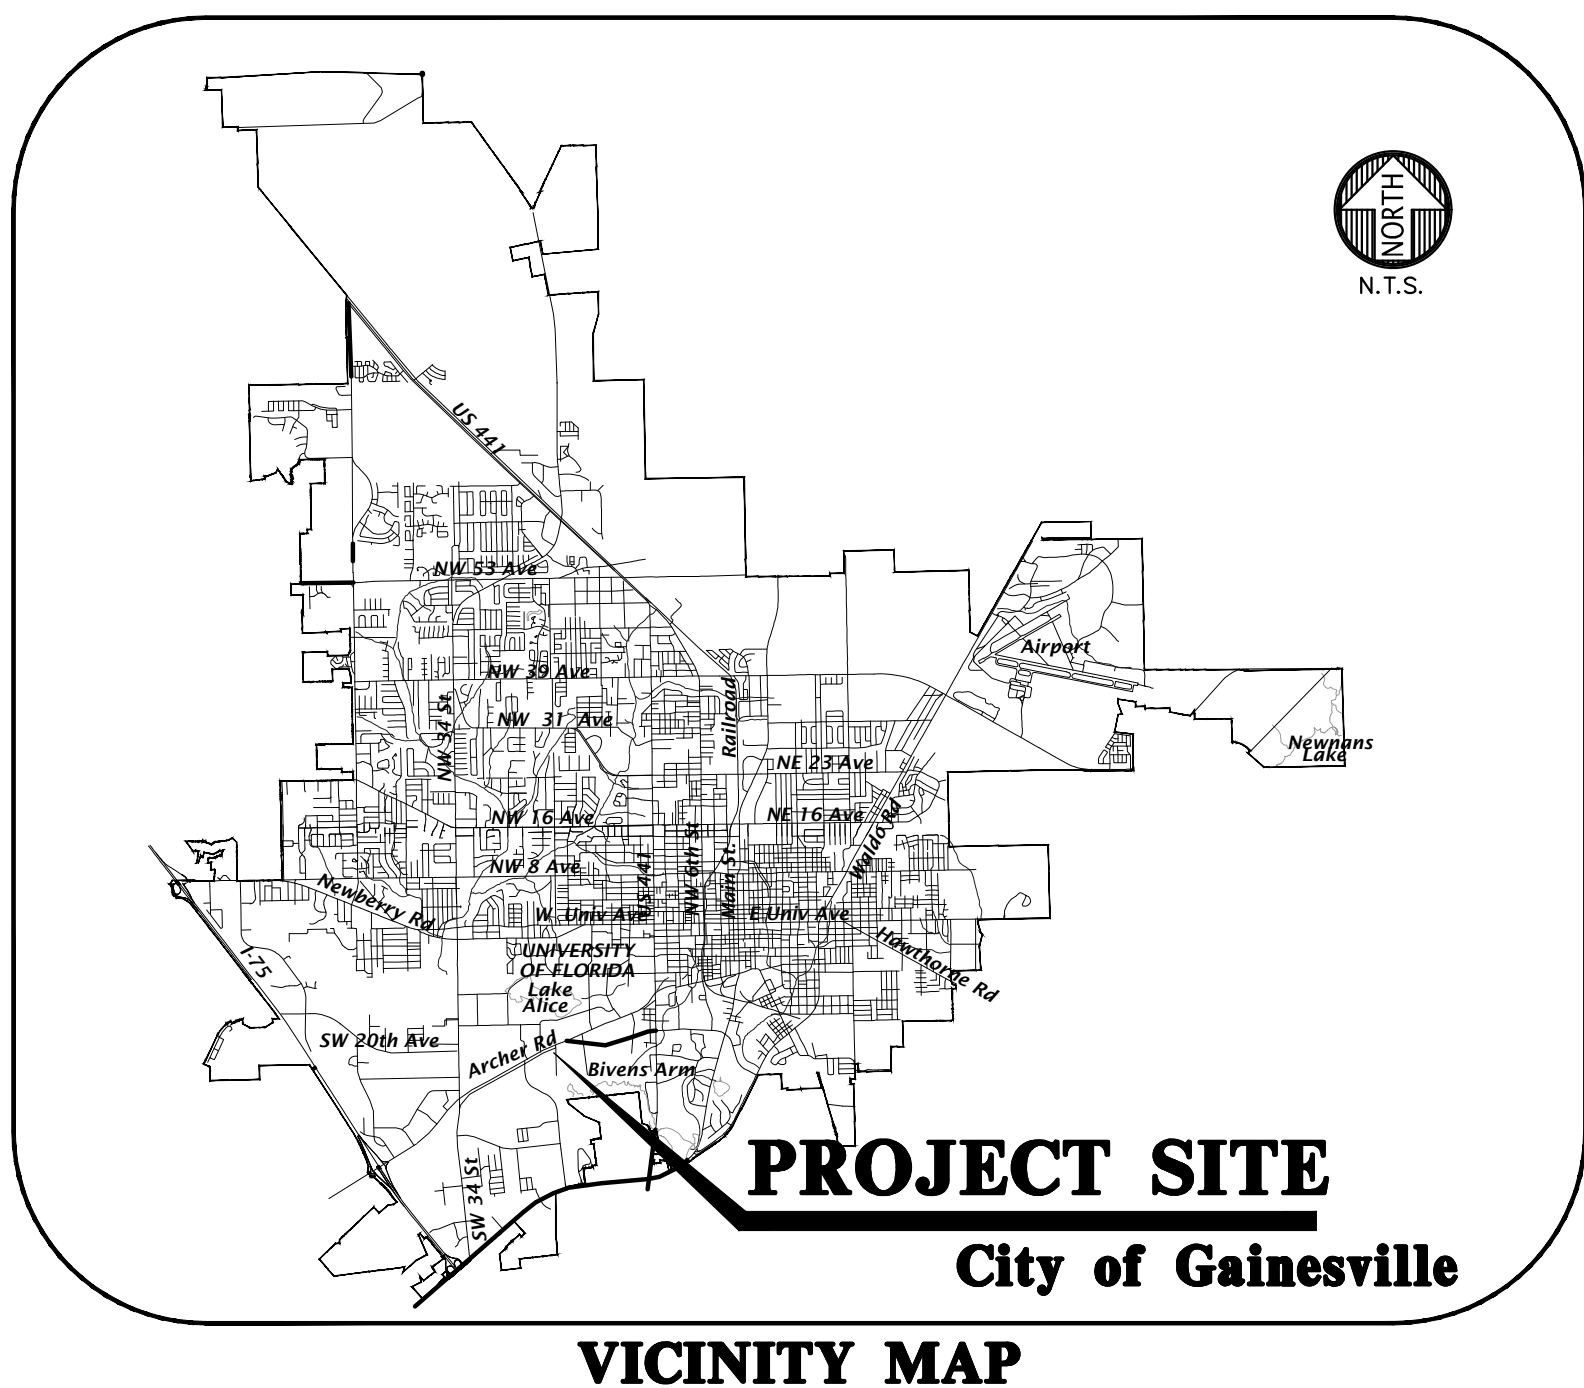 NORTH
N.T.S.
US 441
NW 53 Ave
Airport
NW 39 Ave
NW 34 St
NW 31 Ave
Railroad
Newnans
Lake
NE 23 Ave
NW 16 Ave
NE 16 Ave
Waldo Rd
NW 8 Ave
US 441
NW 6th St
Main St.
Newberry Rd
W Univ Ave
E Univ Ave
Hawthorne Rd
I-75
UNIVERSITY
OF FLORIDA
Lake
Alice
SW 20th Ave
Archer Rd
Bivens Arm
SW 34 St
PROJECT SITE
City of Gainesville
VICINITY MAP